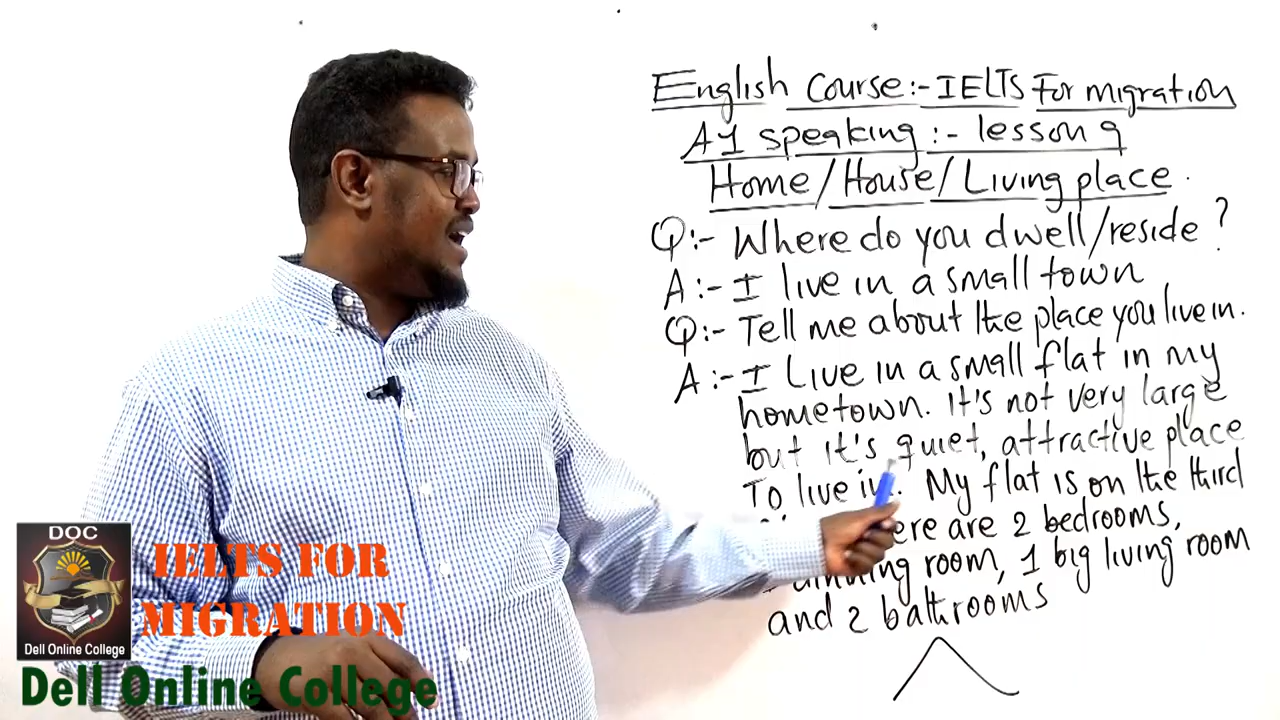 English Course:- IELTS For migration
A1 speaking:- lesson 9
Home/House/Living place.
Q:- Where do you dwell/reside?
A:- I live in a small town
Q:- Tell me about the place you live in.
A:- I Live in a small flat in my
hometown. It's not very large
but it's quiet, attractive place
To live in. My flat is on the third
ere are 2 bedrooms,
room, 1 big living room
and 2 bathrooms
DOC
Dell Online College
IELTS FOR
MIGRATION
Dell Online College